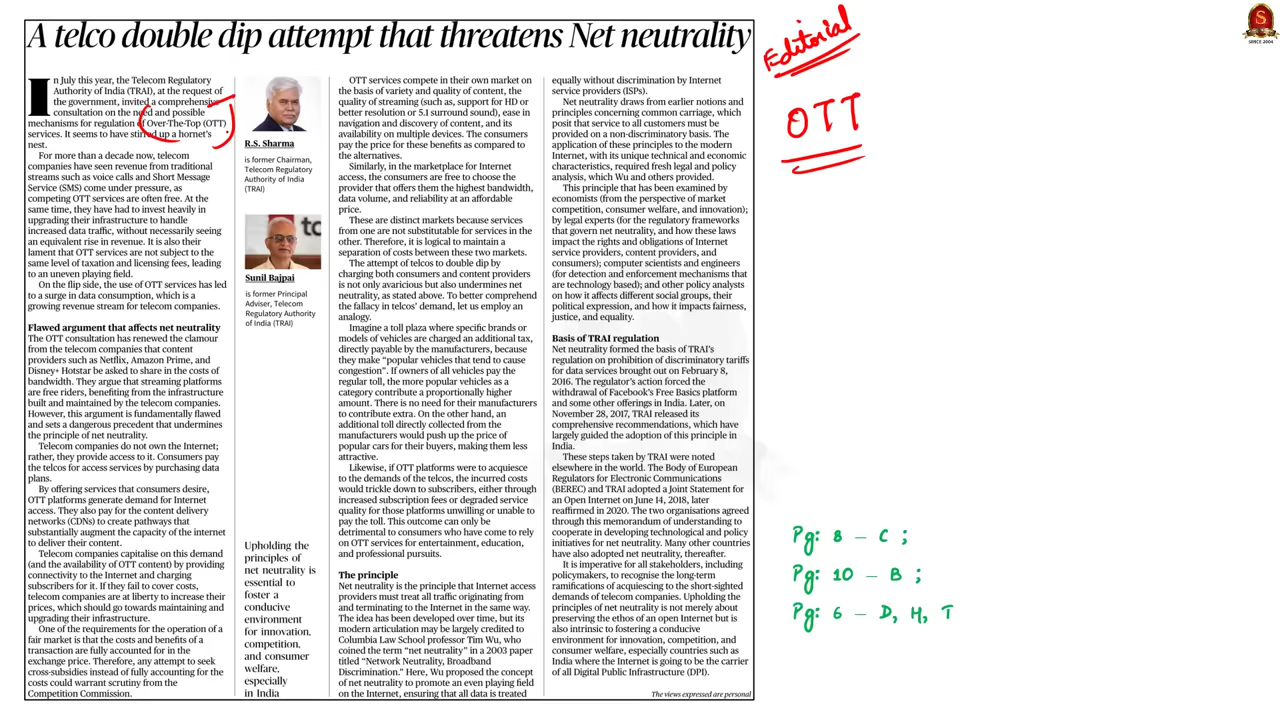 A telco double dip attempt that threatens Net neutrality
In July this year, the Telecom Regulatory
Authority of India (TRAI), at the request of
the government, invited a comprehensive
consultation on the need and possible
mechanisms for regulation of Over-The-Top (OTT)
services. It seems to have stirred up a hornet's
nest.
For more than a decade now, telecom
companies have seen revenue from traditional
streams such as voice calls and Short Message
Service (SMS) come under pressure, as
competing OTT services are often free. At the
same time, they have had to invest heavily in
upgrading their infrastructure to handle
increased data traffic, without necessarily seeing
an equivalent rise in revenue. It is also their
lament that OTT services are not subject to the
same level of taxation and licensing fees, leading
to an uneven playing field.
On the flip side, the use of OTT services has led
to a surge in data consumption, which is a
growing revenue stream for telecom companies.
Flawed argument that affects net neutrality
The OTT consultation has renewed the clamour
from the telecom companies that content
providers such as Netflix, Amazon Prime, and
Disney+ Hotstar be asked to share in the costs of
bandwidth. They argue that streaming platforms
are free riders, benefiting from the infrastructure
built and maintained by the telecom companies.
However, this argument is fundamentally flawed
and sets a dangerous precedent that undermines
the principle of net neutrality.
Telecom companies do not own the Internet;
rather, they provide access to it. Consumers pay
the telcos for access services by purchasing data
plans.
By offering services that consumers desire,
OTT platforms generate demand for Internet
access. They also pay for the content delivery
networks (CDNs) to create pathways that
substantially augment the capacity of the internet
to deliver their content.
Telecom companies capitalise on this demand
(and the availability of OTT content) by providing
connectivity to the Internet and charging
subscribers for it. If they fail to cover costs,
telecom companies are at liberty to increase their
prices, which should go towards maintaining and
upgrading their infrastructure.
One of the requirements for the operation of a
fair market is that the costs and benefits of a
transaction are fully accounted for in the
exchange price. Therefore, any attempt to seek
cross-subsidies instead of fully accounting for the
costs could warrant scrutiny from the
Competition Commission.
R.S. Sharma
is former Chairman,
Telecom Regulatory
Authority of India
(TRAI)
Sunil Bajpai
is former Principal
Adviser, Telecom
Regulatory Authority
of India (TRAI)
Upholding the
principles of
net neutrality is
essential to
foster a
conducive
environment
for innovation,
competition,
and consumer
welfare,
especially
in India
OTT services compete in their own market on
the basis of variety and quality of content, the
quality of streaming (such as, support for HD or
better resolution or 5.1 surround sound), ease in
navigation and discovery of content, and its
availability on multiple devices. The consumers
pay the price for these benefits as compared to
the alternatives.
Similarly, in the marketplace for Internet
access, the consumers are free to choose the
provider that offers them the highest bandwidth,
data volume, and reliability at an affordable
price.
These are distinct markets because services
from one are not substitutable for services in the
other. Therefore, it is logical to maintain a
separation of costs between these two markets.
The attempt of telcos to double dip by
charging both consumers and content providers
is not only avaricious but also undermines net
neutrality, as stated above. To better comprehend
the fallacy in telcos' demand, let us employ an
analogy.
Imagine a toll plaza where specific brands or
models of vehicles are charged an additional tax,
directly payable by the manufacturers, because
they make “popular vehicles that tend to cause
congestion”. If owners of all vehicles pay the
regular toll, the more popular vehicles as a
category contribute a proportionally higher
amount. There is no need for their manufacturers
to contribute extra. On the other hand, an
additional toll directly collected from the
manufacturers would push up the price of
popular cars for their buyers, making them less
attractive.
Likewise, if OTT platforms were to acquiesce
to the demands of the telcos, the incurred costs
would trickle down to subscribers, either through
increased subscription fees or degraded service
quality for those platforms unwilling or unable to
pay the toll. This outcome can only be
detrimental to consumers who have come to rely
on OTT services for entertainment, education,
and professional pursuits.
The principle
Net neutrality is the principle that Internet access
providers must treat all traffic originating from
and terminating to the Internet in the same way.
The idea has been developed over time, but its
modern articulation may be largely credited to
Columbia Law School professor Tim Wu, who
coined the term “net neutrality” in a 2003 paper
titled “Network Neutrality, Broadband
Discrimination.” Here, Wu proposed the concept
of net neutrality to promote an even playing field
on the Internet, ensuring that all data is treated
equally without discrimination by Internet
service providers (ISPs).
Net neutrality draws from earlier notions and
principles concerning common carriage, which
posit that service to all customers must be
provided on a non-discriminatory basis. The
application of these principles to the modern
Internet, with its unique technical and economic
characteristics, required fresh legal and policy
analysis, which Wu and others provided.
This principle that has been examined by
economists (from the perspective of market
competition, consumer welfare, and innovation);
by legal experts (for the regulatory frameworks
that govern net neutrality, and how these laws
impact the rights and obligations of Internet
service providers, content providers, and
consumers); computer scientists and engineers
(for detection and enforcement mechanisms that
are technology based); and other policy analysts
on how it affects different social groups, their
political expression, and how it impacts fairness,
justice, and equality.
Basis of TRAI regulation
Net neutrality formed the basis of TRAI's
regulation on prohibition of discriminatory tariffs
for data services brought out on February 8,
2016. The regulator's action forced the
withdrawal of Facebook's Free Basics platform
and some other offerings in India. Later, on
November 28, 2017, TRAI released its
comprehensive recommendations, which have
largely guided the adoption of this principle in
India.
These steps taken by TRAI were noted
elsewhere in the world. The Body of European
Regulators for Electronic Communications
(BEREC) and TRAI adopted a Joint Statement for
an Open Internet on June 14, 2018, later
reaffirmed in 2020. The two organisations agreed
through this memorandum of understanding to
cooperate in developing technological and policy
initiatives for net neutrality. Many other countries
have also adopted net neutrality, thereafter.
It is imperative for all stakeholders, including
policymakers, to recognise the long-term
ramifications of acquiescing to the short-sighted
demands of telecom companies. Upholding the
principles of net neutrality is not merely about
preserving the ethos of an open Internet but is
also intrinsic to fostering a conducive
environment for innovation, competition, and
consumer welfare, especially countries such as
India where the Internet is going to be the carrier
of all Digital Public Infrastructure (DPI).
The views expressed are personal
Editorial
OTT
Pg: 8 – C ;
Pg: 10 – B ;
Pg: 6 – D, H, T
S
SINCE 2004